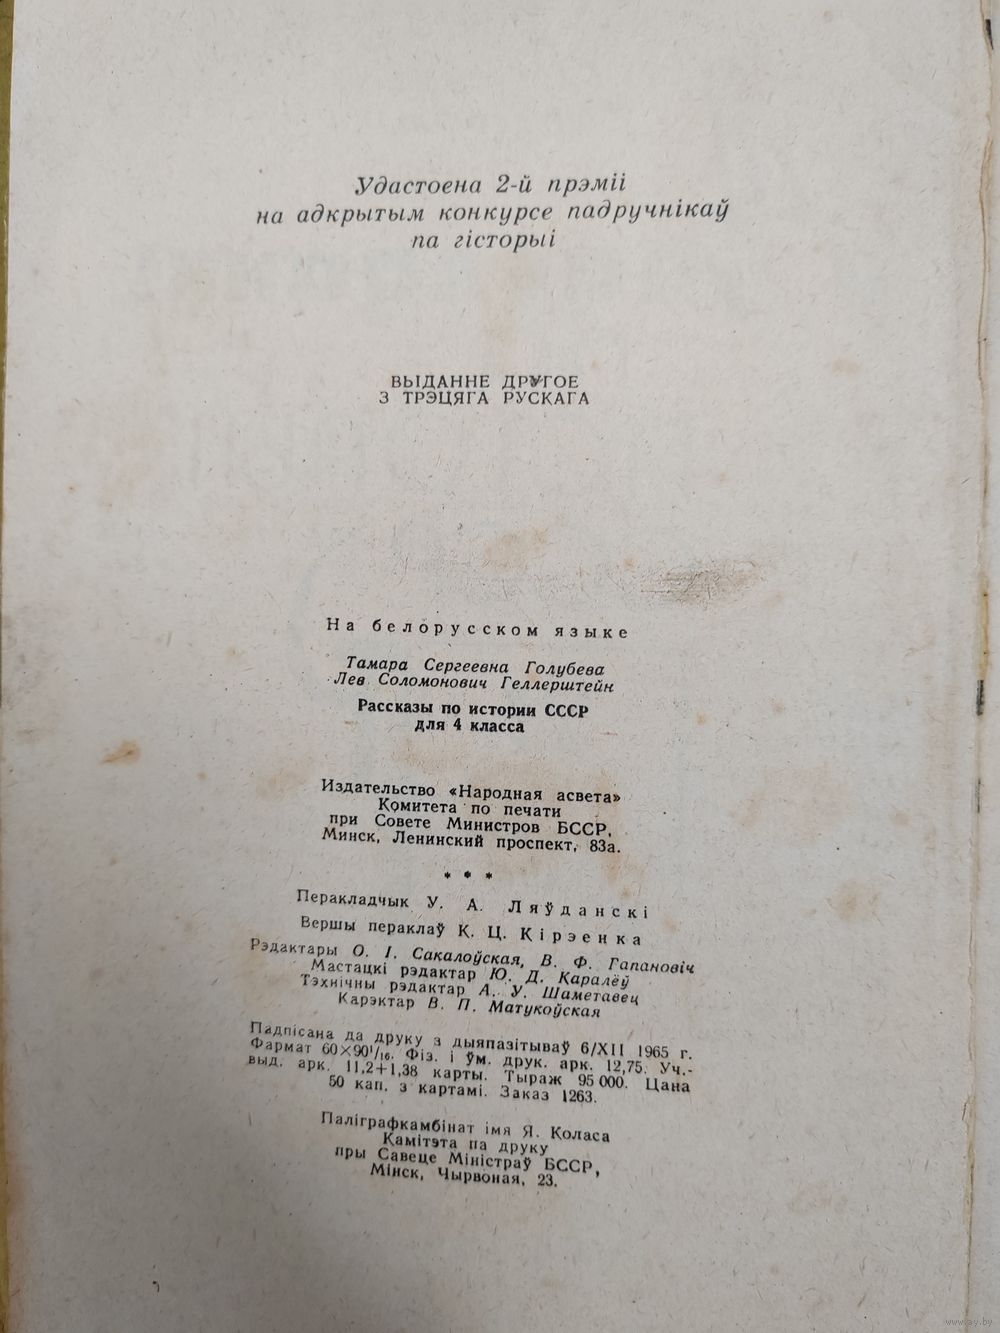 Удастоена 2-й прэміі
на адкрытым конкурсе падручнікаў
па гісторыі
ВЫДАННЕ ДРУГОЕ
З ТРЭЦЯГА РУСКАГА
На белорусском языке
Тамара Сергеевна Голубева
Лев Соломонович Геллерштейн
Рассказы по истории СССР
для 4 класса
Издательство «Народная асвета»
Комитета по печати
при Совете Министров БССР,
Минск, Ленинский проспект, 83а.
* * *
Перакладчык У. А. Ляўданскі
Вершы пераклаў К. Ц. Кірэенка
Рэдактары О. І. Сакалоўская, В. Ф. Гапановіч
Мастацкі рэдактар Ю. Д. Каралёў
Тэхнічны рэдактар А. У. Шаметавец
Карэктар В. П. Матукоўская
Падпісана да друку з дыяпазітываў 6/XII 1965 г.
Фармат 60×90 1/16. Фіз. і ўм. друк. арк. 12,75. Уч.-
выд. арк. 11,2+1,38 карты. Тыраж 95 000. Цана
50 кап. з картамі. Заказ 1263.
Паліграфкамбінат імя Я. Коласа
Камітэта па друку
пры Савеце Міністраў БССР,
Мінск, Чырвоная, 23.
www.ay.by